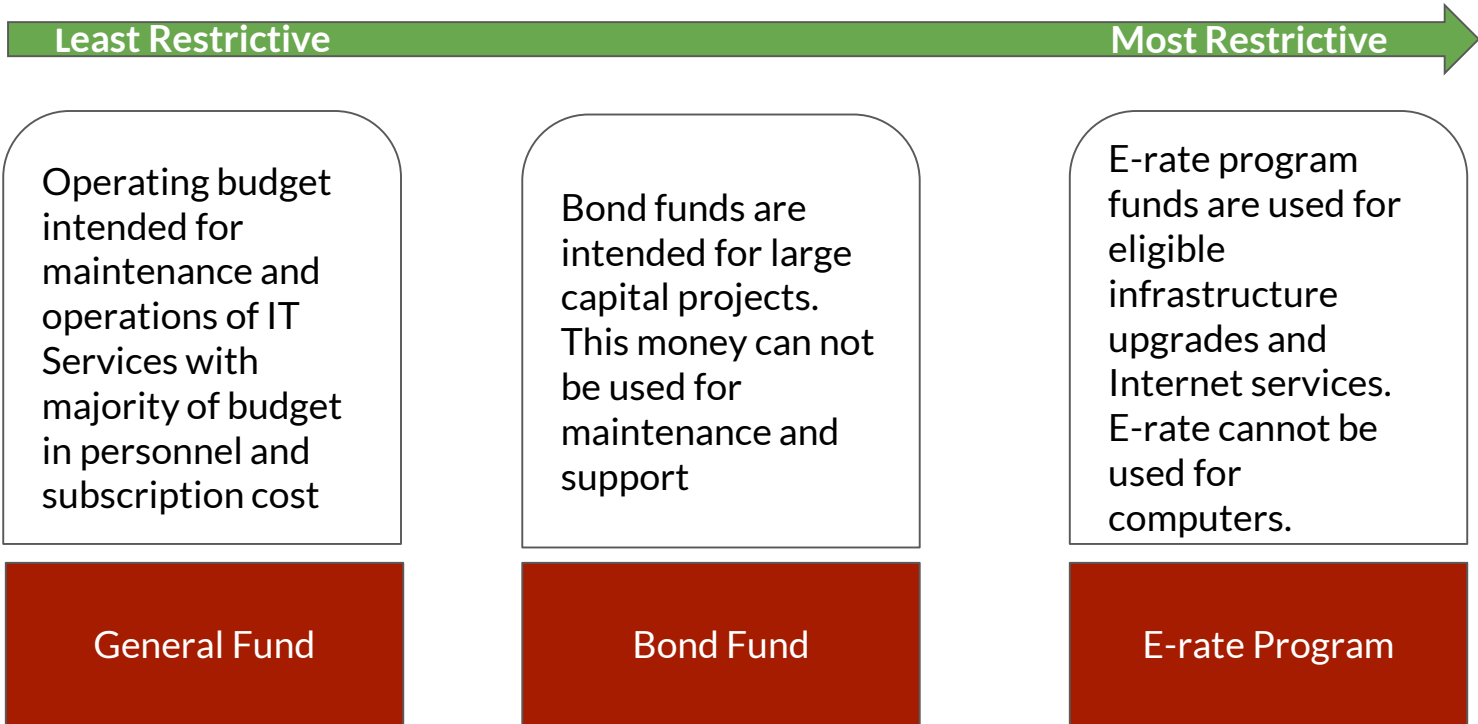 Least Restrictive
Most Restrictive
Operating budget
intended for
maintenance and
operations of IT
Services with
majority of budget
in personnel and
subscription cost
Bond funds are
intended for large
capital projects.
This money can not
be used for
maintenance and
support
E-rate program
funds are used for
eligible
infrastructure
upgrades and
Internet services.
E-rate cannot be
used for
computers.
General Fund
Bond Fund
E-rate Program